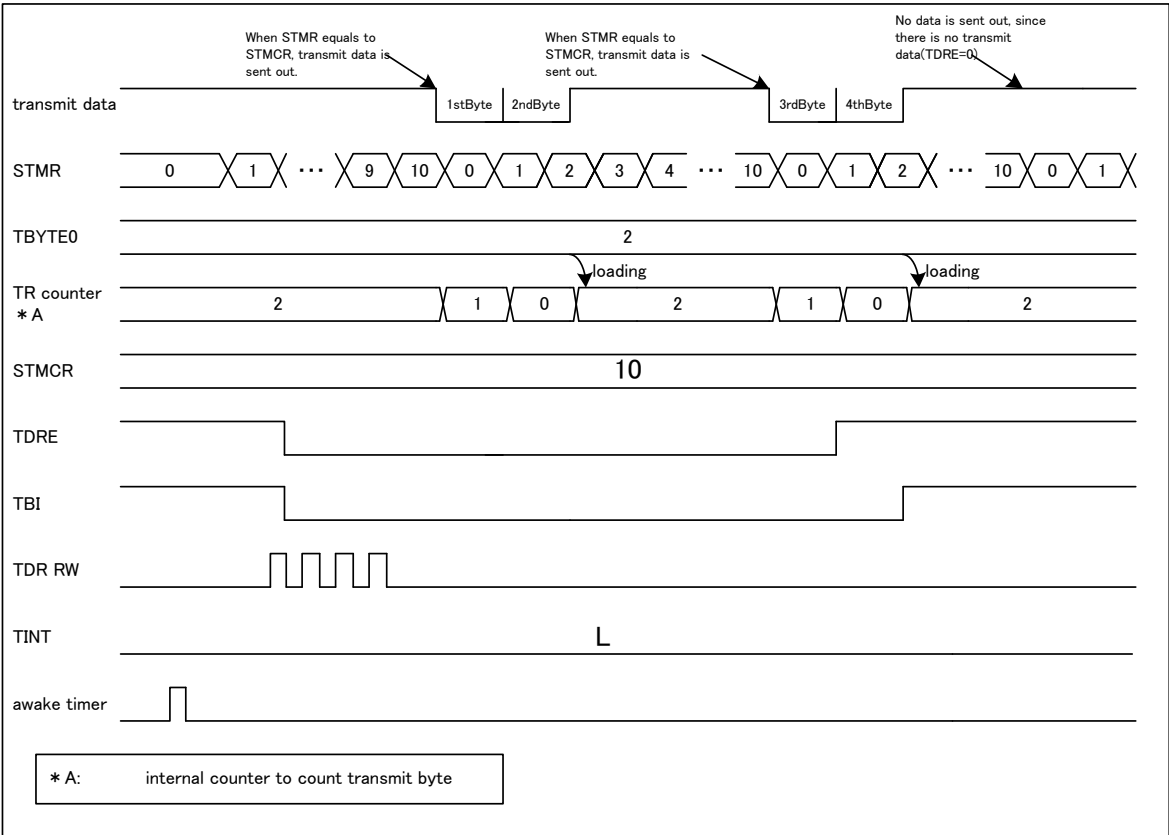 When STMR equals to
STMCR, transmit data is
sent out.
When STMR equals to
STMCR, transmit data is
sent out.
No data is sent out, since
there is no transmit
data(TDRE=0)
transmit data
1stByte 2ndByte 3rdByte 4thByte
STMR 0 1 ··· 9 10 0 1 2 3 4 ··· 10 0 1 2 ··· 10 0 1
TBYTE0 2
loading loading
TR counter
*A 2 1 0 2 1 0 2
STMCR 10
TDRE
TBI
TDR RW
TINT L
awake timer
*A: internal counter to count transmit byte